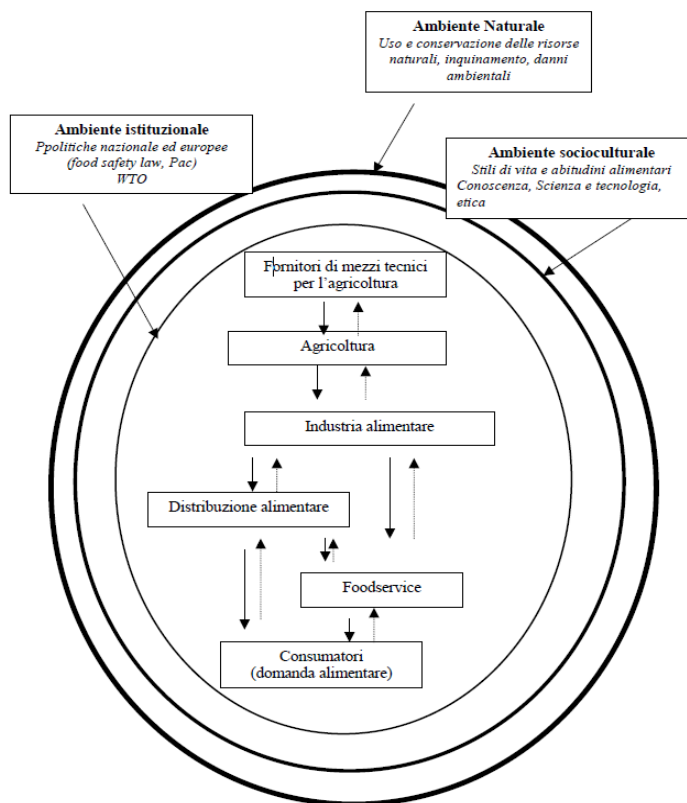 Ambiente Naturale
Uso e conservazione delle risorse
naturali, inquinamento, danni
ambientali
Ambiente istituzionale
Ppolitiche nazionale ed europee
(food safety law, Pac)
WTO
Ambiente socioculturale
Stili di vita e abitudini alimentari
Conoscenza, Scienza e tecnologia,
etica
Fornitori di mezzi tecnici
per l’agricoltura
Agricoltura
Industria alimentare
Distribuzione alimentare
Foodservice
Consumatori
(domanda alimentare)